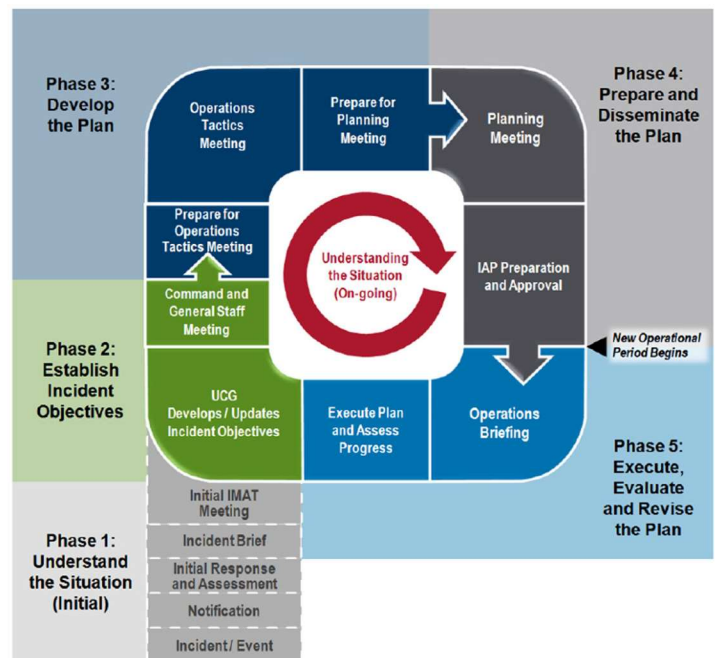 Phase 3:
Develop
the Plan
Operations
Tactics
Meeting
Prepare for
Planning
Meeting
Planning
Meeting
Phase 4:
Prepare and
Disseminate
the Plan
Prepare for
Operations
Tactics Meeting
Understanding
the Situation
(On-going)
IAP Preparation
and Approval
Command and
General Staff
Meeting
New Operational
Period Begins
Phase 2:
Establish
Incident
Objectives
UCG
Develops / Updates
Incident Objectives
Execute Plan
and Assess
Progress
Operations
Briefing
Phase 5:
Execute,
Evaluate
and Revise
the Plan
Phase 1:
Understand
the Situation
(Initial)
Initial IMAT
Meeting
Incident Brief
Initial Response
and Assessment
Notification
Incident / Event